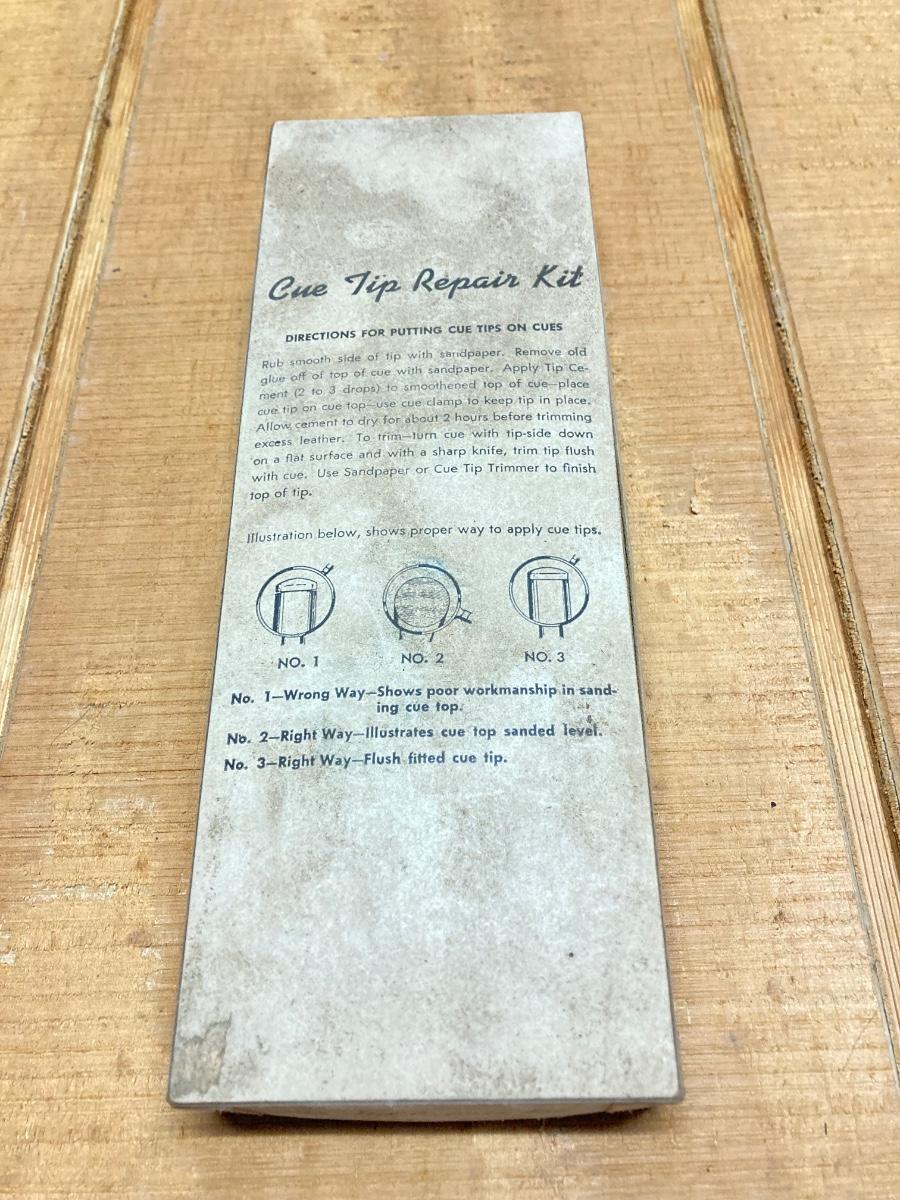 Cue Tip Repair Kit
DIRECTIONS FOR PUTTING CUE TIPS ON CUES
Rub smooth side of tip with sandpaper. Remove old
glue off of top of cue with sandpaper. Apply Tip Ce-
ment (2 to 3 drops) to smoothened top of cue—place
cue tip on cue top—use cue clamp to keep tip in place.
Allow cement to dry for about 2 hours before trimming
excess leather. To trim—turn cue with tip-side down
on a flat surface and with a sharp knife, trim tip flush
with cue. Use Sandpaper or Cue Tip Trimmer to finish
top of tip.
Illustration below, shows proper way to apply cue tips.
NO. 1 NO. 2 NO. 3
No. 1—Wrong Way—Shows poor workmanship in sand-
ing cue top.
No. 2—Right Way—Illustrates cue top sanded level.
No. 3—Right Way—Flush fitted cue tip.